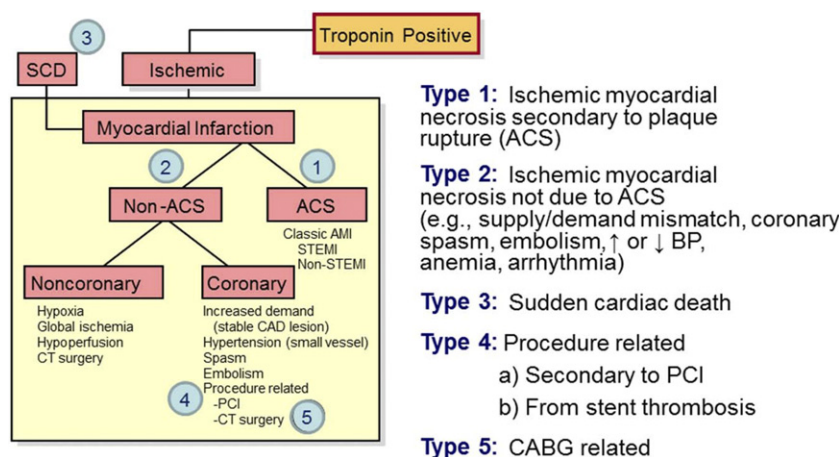 Troponin Positive
3
SCD
Ischemic
Myocardial Infarction
2
1
Non-ACS
ACS
Classic AMI
STEMI
Non-STEMI
Noncoronary
Coronary
Hypoxia
Global ischemia
Hypoperfusion
CT surgery
Increased demand
(stable CAD lesion)
Hypertension (small vessel)
Spasm
Embolism
Procedure related
4
-PCI
-CT surgery
5
Type 1: Ischemic myocardial
necrosis secondary to plaque
rupture (ACS)
Type 2: Ischemic myocardial
necrosis not due to ACS
(e.g., supply/demand mismatch, coronary
spasm, embolism, ↑ or ↓ BP,
anemia, arrhythmia)
Type 3: Sudden cardiac death
Type 4: Procedure related
a) Secondary to PCI
b) From stent thrombosis
Type 5: CABG related